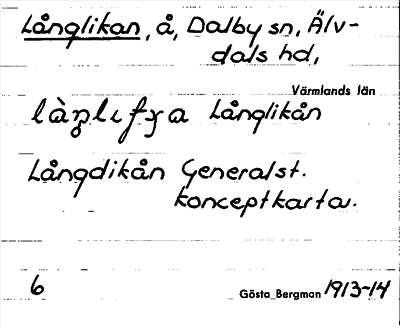 Långlikan, å, Dalby sn, Älv-
dals hd,
Värmlands län
Långlikån
Långdikån Generalst.
konceptkarta.
6 Gösta Bergman 1913-14